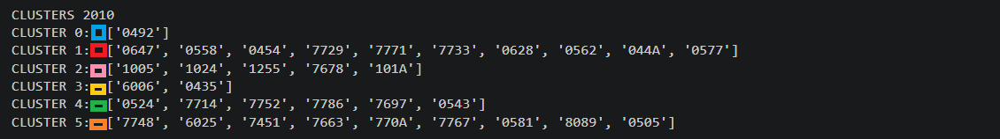 CLUSTERS 2010
CLUSTER 0: ['0492']
CLUSTER 1: ['0647', '0558', '0454', '7729', '7771', '7733', '0628', '0562', '044A', '0577']
CLUSTER 2: ['1005', '1024', '1255', '7678', '101A']
CLUSTER 3: ['6006', '0435']
CLUSTER 4: ['0524', '7714', '7752', '7786', '7697', '0543']
CLUSTER 5: ['7748', '6025', '7451', '7663', '770A', '7767', '0581', '8089', '0505']